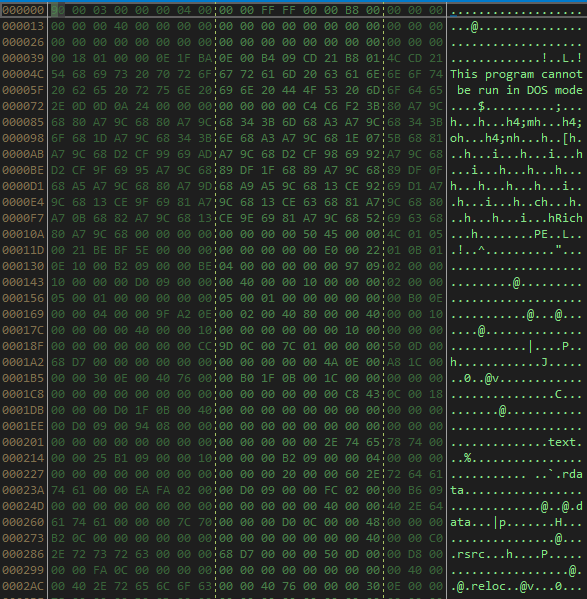 000000 00 03 00 00 00 04 00 00 00 FF FF 00 00 B8 00 00 00 00 ...................
000013 00 00 00 40 00 00 00 00 00 00 00 00 00 00 00 00 00 00 00 ...@...............
000026 00 00 00 00 00 00 00 00 00 00 00 00 00 00 00 00 00 00 00 ...................
000039 00 18 01 00 00 0E 1F BA 0E 00 B4 09 CD 21 B8 01 4C CD 21 .............!..L.!
00004C 54 68 69 73 20 70 72 6F 67 72 61 6D 20 63 61 6E 6E 6F 74 This program cannot
00005F 20 62 65 20 72 75 6E 20 69 6E 20 44 4F 53 20 6D 6F 64 65 be run in DOS mode
000072 2E 0D 0D 0A 24 00 00 00 00 00 00 00 C4 C6 F2 3B 80 A7 9C ....$..........;...
000085 68 80 A7 9C 68 80 A7 9C 68 34 3B 6D 68 A3 A7 9C 68 34 3B h...h...h4;mh...h4;
000098 6F 68 1D A7 9C 68 34 3B 6E 68 A3 A7 9C 68 1E 07 5B 68 81 oh...h4;nh...h..[h.
0000AB A7 9C 68 D2 CF 99 69 AD A7 9C 68 D2 CF 98 69 92 A7 9C 68 ..h...i...h...i...h
0000BE D2 CF 9F 69 95 A7 9C 68 89 DF 1F 68 89 A7 9C 68 89 DF 0F ...i...h...h...h...
0000D1 68 A5 A7 9C 68 80 A7 9D 68 A9 A5 9C 68 13 CE 92 69 D1 A7 h...h...h...h...i..
0000E4 9C 68 13 CE 9F 69 81 A7 9C 68 13 CE 63 68 81 A7 9C 68 80 .h...i...h..ch...h.
0000F7 A7 0B 68 82 A7 9C 68 13 CE 9E 69 81 A7 9C 68 52 69 63 68 ..h...h...i...hRich
00010A 80 A7 9C 68 00 00 00 00 00 00 00 00 50 45 00 00 4C 01 05 ...h........PE..L..
00011D 00 21 BE BF 5E 00 00 00 00 00 00 00 00 E0 00 22 01 0B 01 .!..^.........."...
000130 0E 10 00 B2 09 00 00 BE 04 00 00 00 00 00 97 09 02 00 00 ...................
000143 10 00 00 00 D0 09 00 00 00 40 00 00 10 00 00 00 02 00 00 .........@.........
000156 05 00 01 00 00 00 00 00 05 00 01 00 00 00 00 00 00 B0 0E ...................
000169 00 00 04 00 00 9F A2 0E 00 02 00 40 80 00 00 40 00 00 10 ...........@...@...
00017C 00 00 00 40 00 00 10 00 00 00 00 00 00 10 00 00 00 00 00 ...@...............
00018F 00 00 00 00 00 00 00 CC 9D 0C 00 7C 01 00 00 00 50 0D 00 ...........|....P..
0001A2 68 D7 00 00 00 00 00 00 00 00 00 00 00 4A 0E 00 A8 1C 00 h............J.....
0001B5 00 00 30 0E 00 40 76 00 00 B0 1F 0B 00 1C 00 00 00 00 00 ..0..@v............
0001C8 00 00 00 00 00 00 00 00 00 00 00 00 00 00 C8 43 0C 00 18 ...............C...
0001DB 00 00 00 D0 1F 0B 00 40 00 00 00 00 00 00 00 00 00 00 00 .......@...........
0001EE 00 D0 09 00 94 08 00 00 00 00 00 00 00 00 00 00 00 00 00 ...................
000201 00 00 00 00 00 00 00 00 00 00 00 00 00 2E 74 65 78 74 00 .............text.
000214 00 00 25 B1 09 00 00 10 00 00 00 B2 09 00 00 04 00 00 00 ..%................
000227 00 00 00 00 00 00 00 00 00 00 00 20 00 00 60 2E 72 64 61 ........... ..`.rda
00023A 74 61 00 00 EA FA 02 00 00 D0 09 00 00 FC 02 00 00 B6 09 ta.................
00024D 00 00 00 00 00 00 00 00 00 00 00 00 00 40 00 00 40 2E 64 .............@..@.d
000260 61 74 61 00 00 00 7C 70 00 00 00 D0 0C 00 00 48 00 00 00 ata...|p.......H...
000273 B2 0C 00 00 00 00 00 00 00 00 00 00 00 00 00 40 00 00 C0 ...............@...
000286 2E 72 73 72 63 00 00 00 68 D7 00 00 00 50 0D 00 00 D8 00 .rsrc...h....P.....
000299 00 00 FA 0C 00 00 00 00 00 00 00 00 00 00 00 00 00 40 00 .................@.
0002AC 00 40 2E 72 65 6C 6F 63 00 00 40 76 00 00 00 30 0E 00 00 .@.reloc..@v...0...